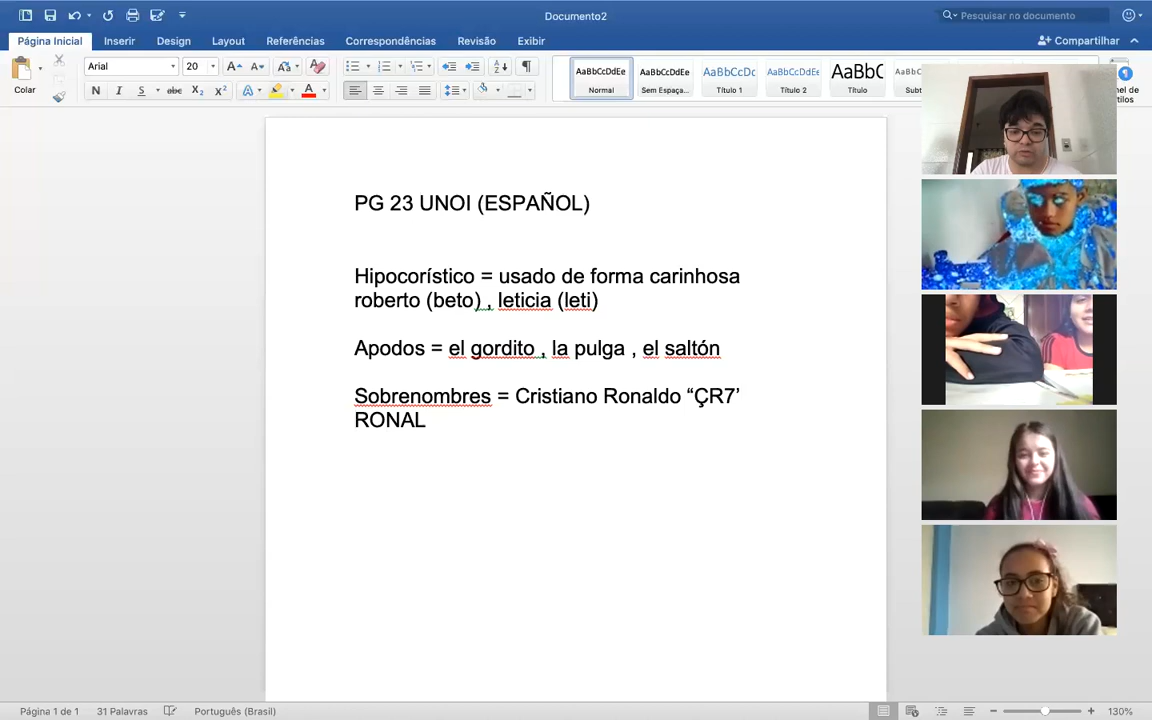 Documento2
Pesquisar no documento
Página Inicial
Inserir
Design
Layout
Referências
Correspondências
Revisão
Exibir
Compartilhar
Colar
Arial
20
AaBbCcDdEe
AaBbCcDdEe
AaBbCcDc
AaBbCcDdEe
AaBbC
AaBbC
Normal
Sem Espaça...
Título 1
Título 2
Título
Subt
PG 23 UNOI (ESPAÑOL)
Hipocorístico = usado de forma carinhosa
roberto (beto) , leticia (leti)
Apodos = el gordito , la pulga , el saltón
Sobrenombres = Cristiano Ronaldo “ÇR7’
RONAL
Página 1 de 1
31 Palavras
Português (Brasil)
130%